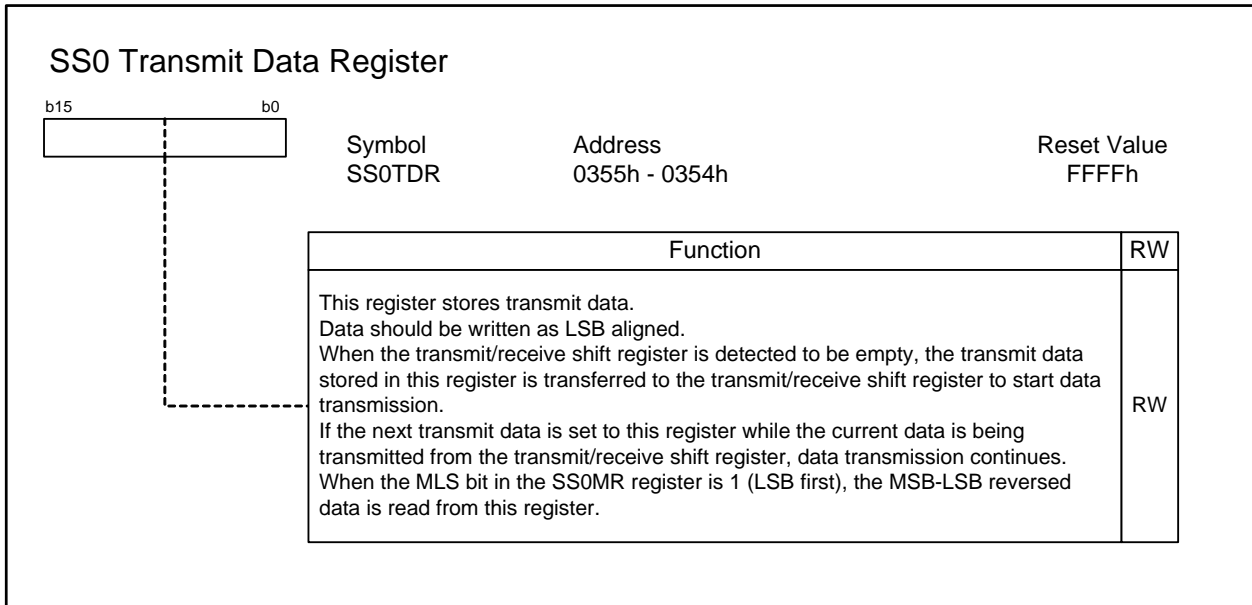 SS0 Transmit Data Register
b15 b0
Symbol Address Reset Value
SS0TDR 0355h - 0354h FFFFh
Function RW
This register stores transmit data.
Data should be written as LSB aligned.
When the transmit/receive shift register is detected to be empty, the transmit data
stored in this register is transferred to the transmit/receive shift register to start data
transmission.
RW
If the next transmit data is set to this register while the current data is being
transmitted from the transmit/receive shift register, data transmission continues.
When the MLS bit in the SS0MR register is 1 (LSB first), the MSB-LSB reversed
data is read from this register.